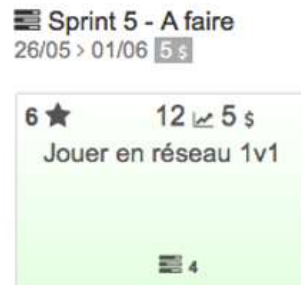 Sprint 5 - A faire
26/05 > 01/06 5 $
6 12 5 $
Jouer en réseau 1v1
4